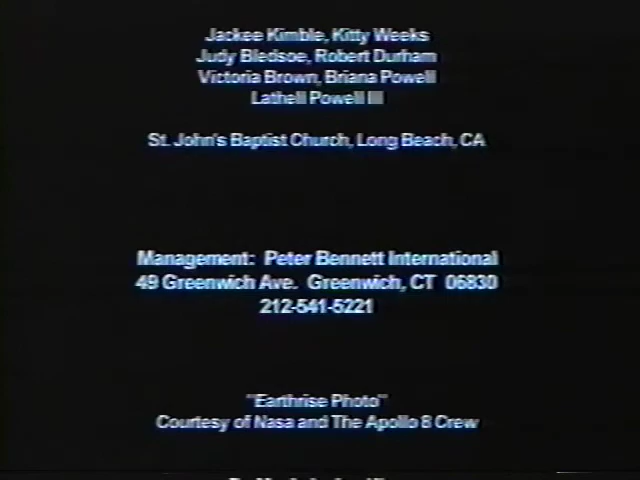 Jackee Kimble, Kitty Weeks
Judy Bledsoe, Robert Durham
Victoria Brown, Briana Powell
Lathell Powell III
St. John's Baptist Church, Long Beach, CA
Management: Peter Bennett International
49 Greenwich Ave. Greenwich, CT 06830
212-541-5221
"Earthrise Photo"
Courtesy of Nasa and The Apollo 8 Crew